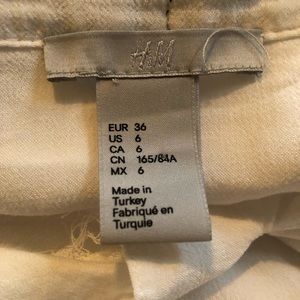 H&M
EUR 36
US 6
CA 6
CN 165/84A
MX 6
Made in
Turkey
Fabriqué en
Turquie